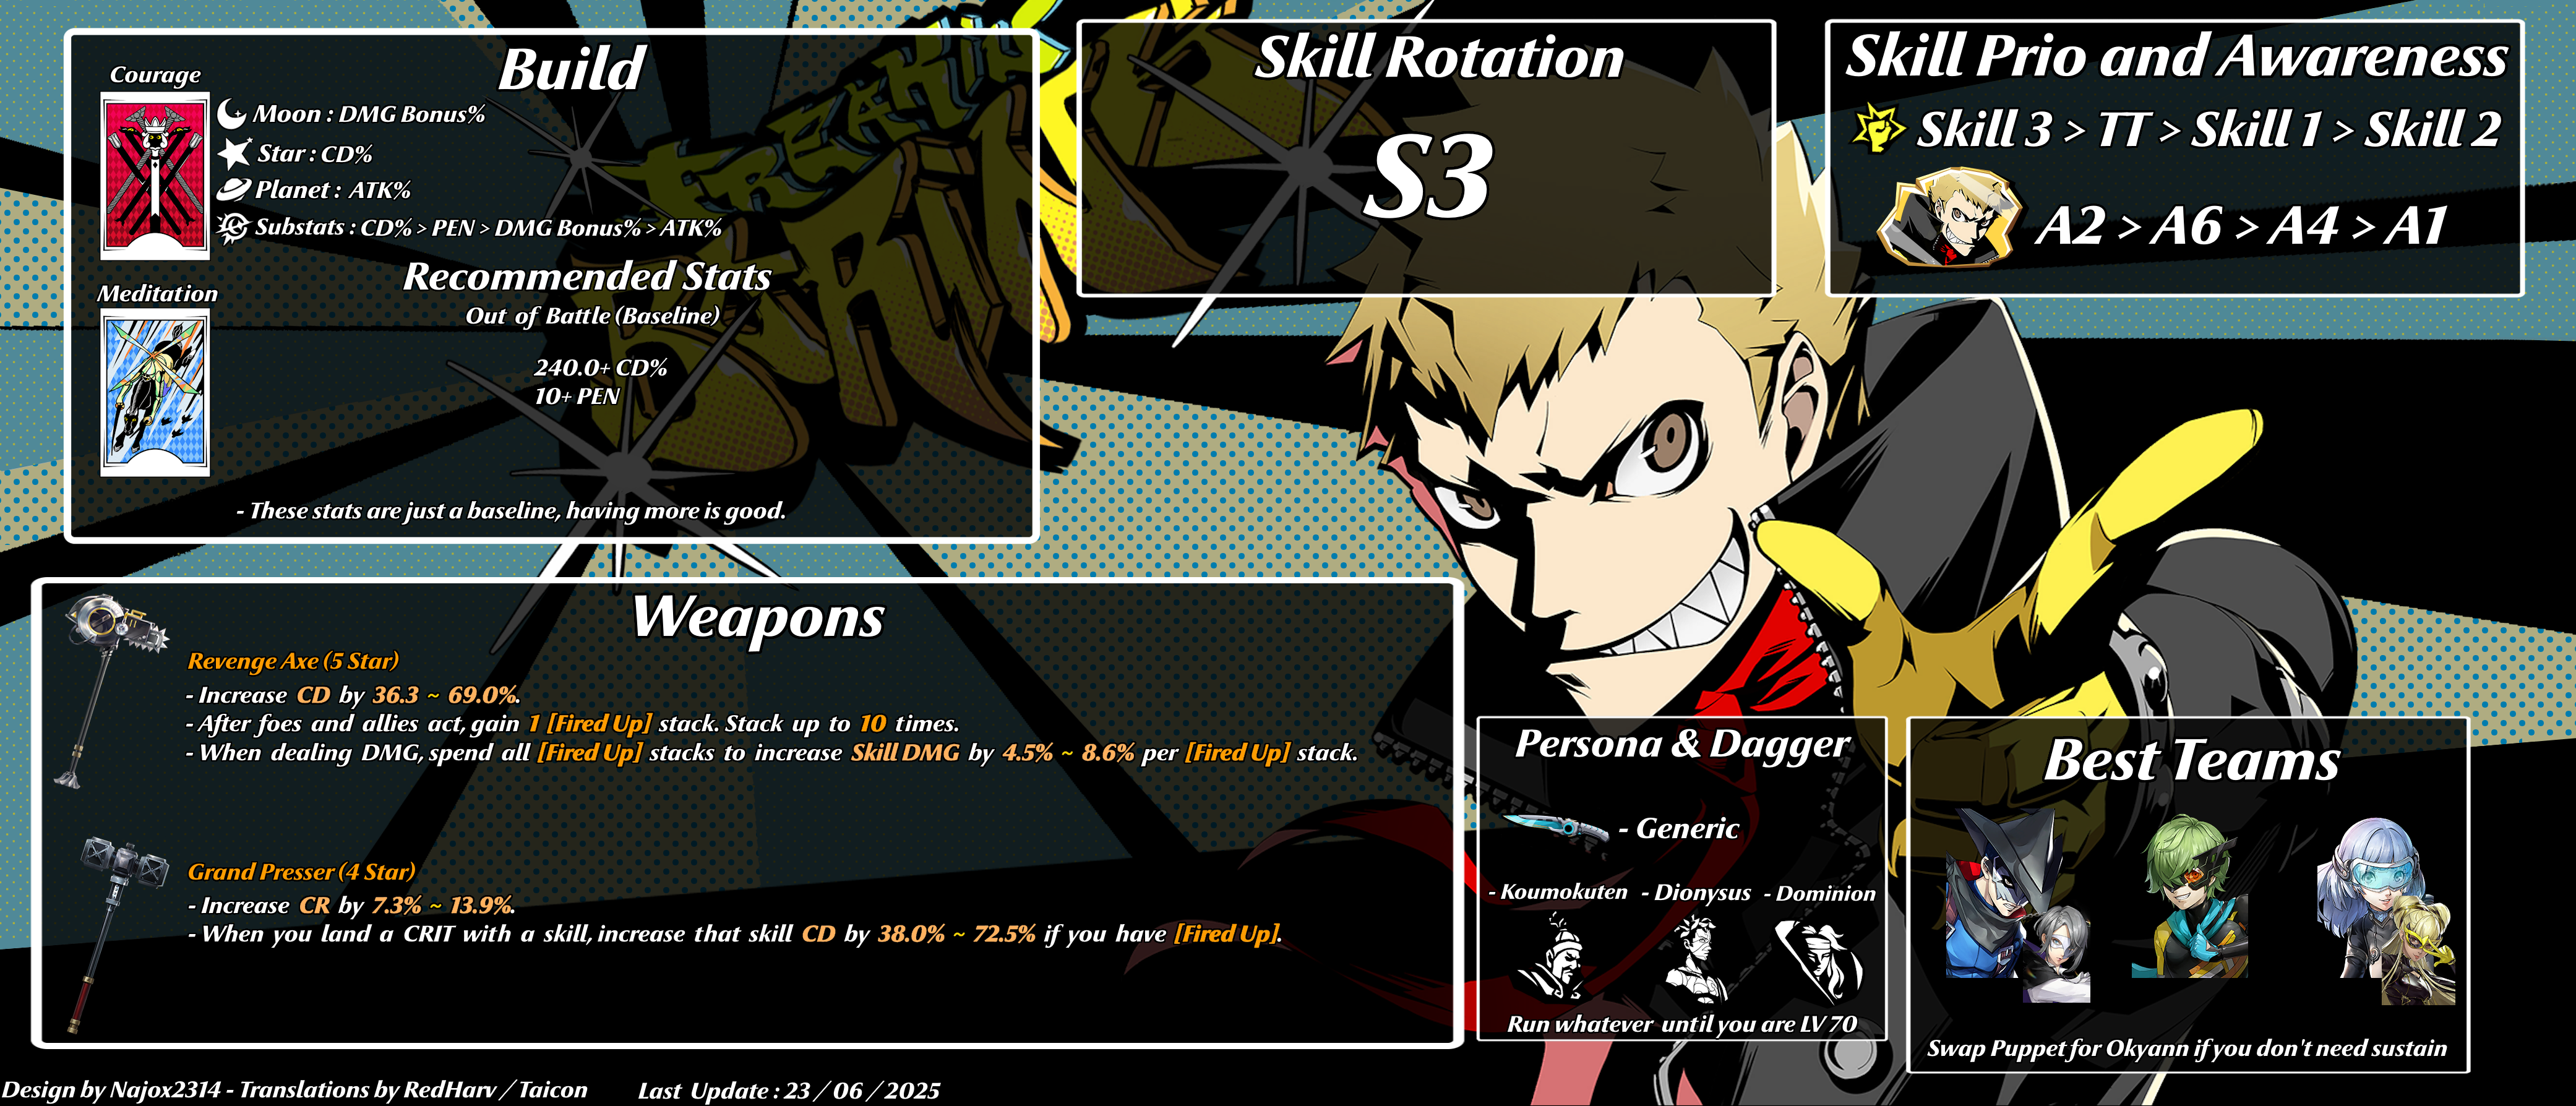 Build
Courage
Moon : DMG Bonus%
Star : CD%
Planet : ATK%
Substats : CD% > PEN > DMG Bonus% > ATK%
Meditation
Recommended Stats
Out of Battle (Baseline)
240.0+ CD%
10+ PEN
- These stats are just a baseline, having more is good.
Skill Rotation
S3
Skill Prio and Awareness
Skill 3 > TT > Skill 1 > Skill 2
A2 > A6 > A4 > A1
Weapons
Revenge Axe (5 Star)
- Increase CD by 36.3 ~ 69.0%.
- After foes and allies act, gain 1 [Fired Up] stack. Stack up to 10 times.
- When dealing DMG, spend all [Fired Up] stacks to increase Skill DMG by 4.5% ~ 8.6% per [Fired Up] stack.
Grand Presser (4 Star)
- Increase CR by 7.3% ~ 13.9%.
- When you land a CRIT with a skill, increase that skill CD by 38.0% ~ 72.5% if you have [Fired Up].
Persona & Dagger
- Generic
- Koumokuten - Dionysus - Dominion
Run whatever until you are LV 70
Best Teams
Swap Puppet for Okyann if you don't need sustain
Design by Najox2314 - Translations by RedHarv / Taicon
Last Update : 23 / 06 / 2025